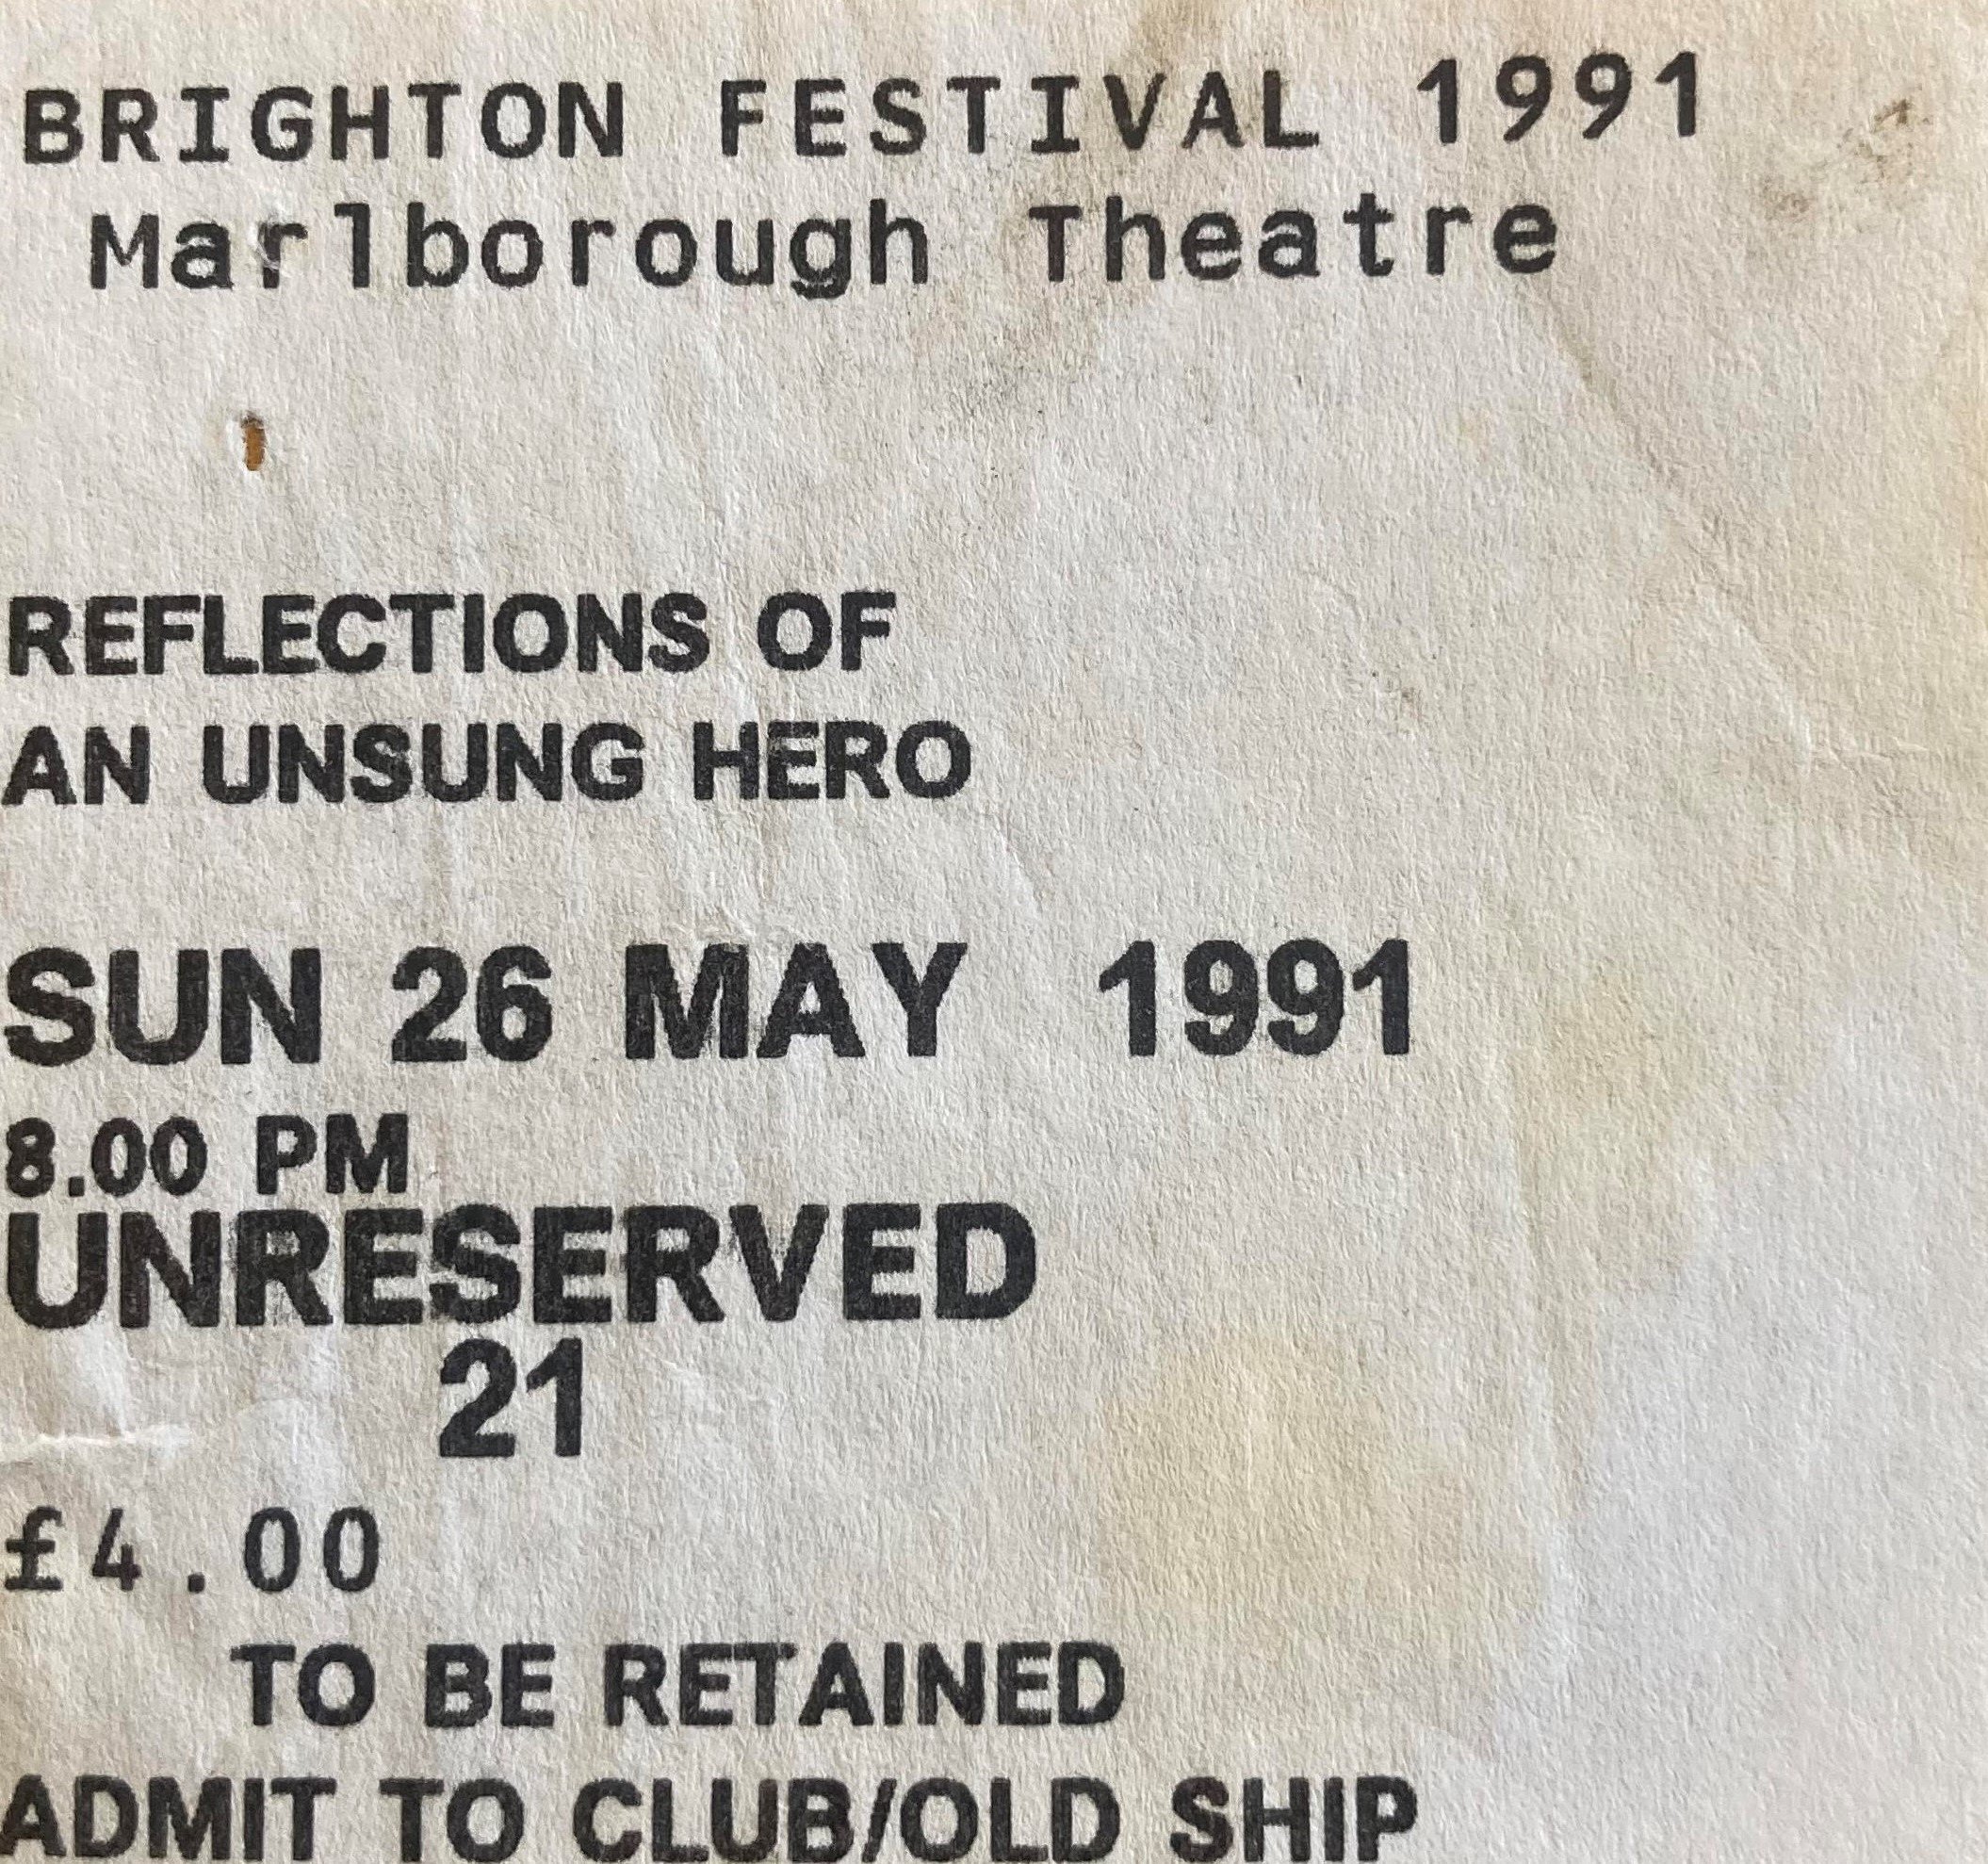 BRIGHTON FESTIVAL 1991
Marlborough Theatre
REFLECTIONS OF
AN UNSUNG HERO
SUN 26 MAY 1991
8.00 PM
UNRESERVED
21
£4.00
TO BE RETAINED
ADMIT TO CLUB/OLD SHIP